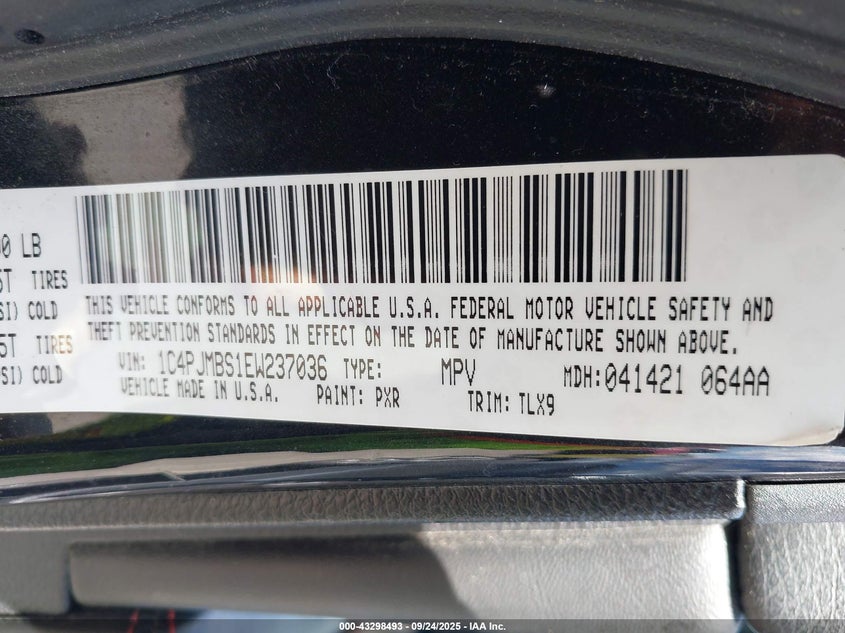 0 LB
5T TIRES
SI) COLD
5T TIRES
SI) COLD
THIS VEHICLE CONFORMS TO ALL APPLICABLE U.S.A. FEDERAL MOTOR VEHICLE SAFETY AND
THEFT PREVENTION STANDARDS IN EFFECT ON THE DATE OF MANUFACTURE SHOWN ABOVE.
VIN: 1C4PJMBS1EW237036 TYPE: MPV MDH:041421 064AA
VEHICLE MADE IN U.S.A. PAINT: PXR TRIM: TLX9
000-43298493 - 09/24/2025 - IAA Inc.